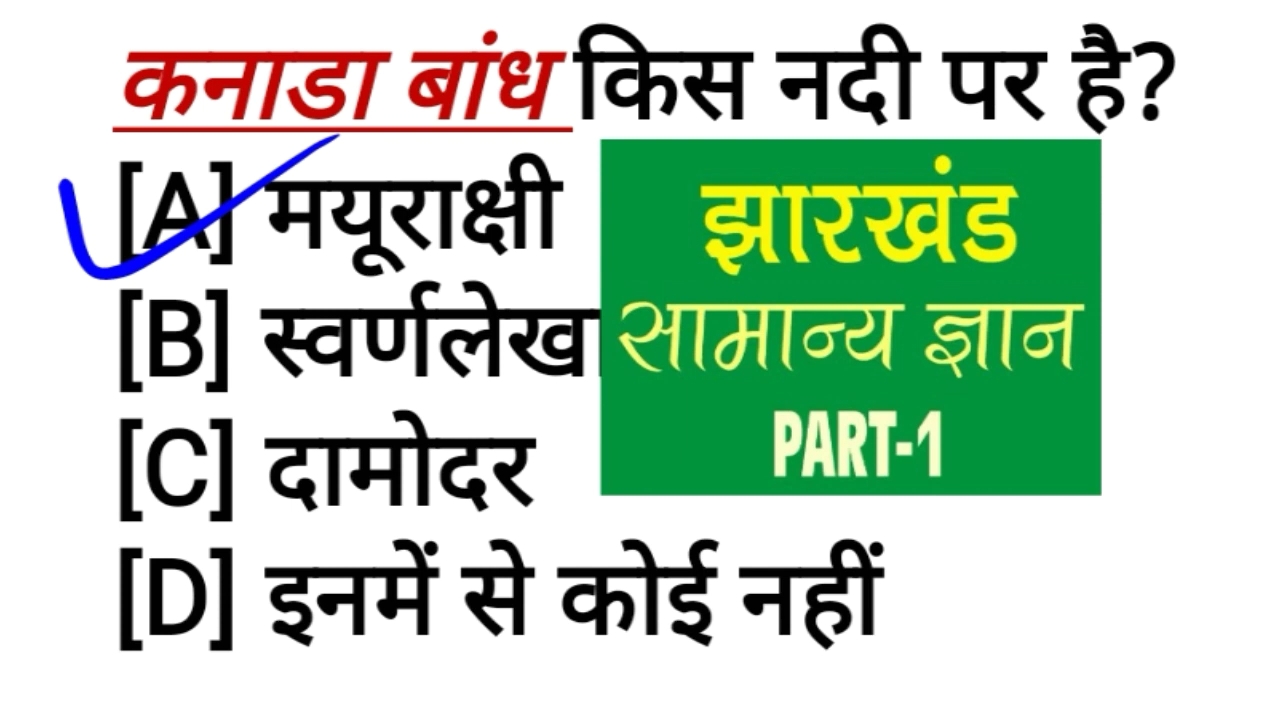 कनाडा बांध किस नदी पर है?
[A] मयूराक्षी
[B] स्वर्णलेखा
[C] दामोदर
[D] इनमें से कोई नहीं
झारखंड
सामान्य ज्ञान
PART-1